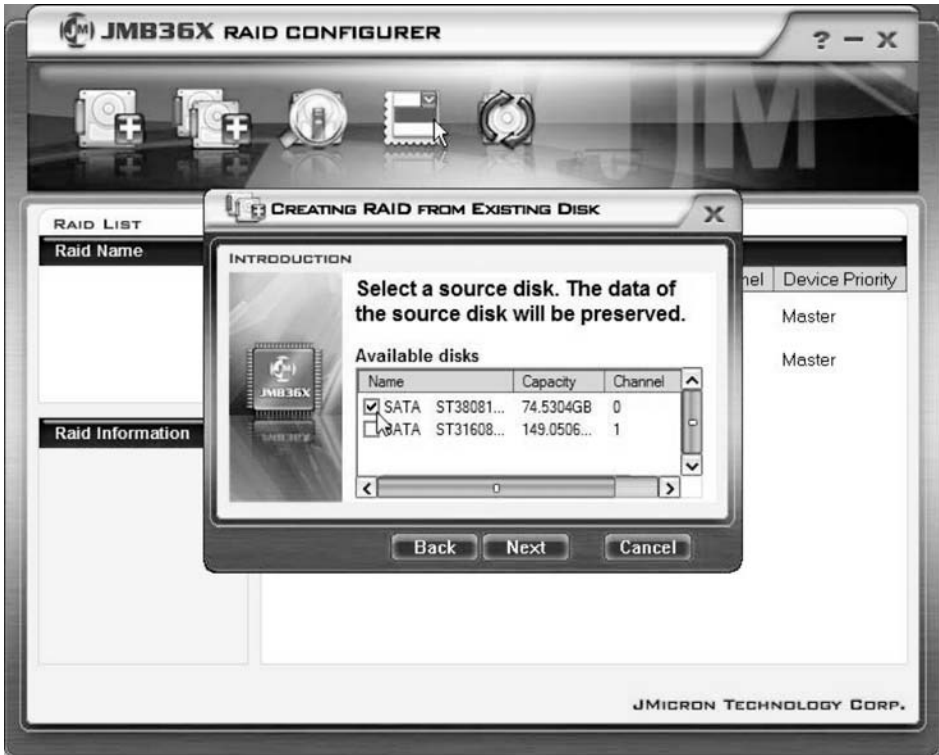 JMB36X RAID CONFIGURER
? – X
JM
CREATING RAID FROM EXISTING DISK
X
RAID LIST
Raid Name
INTRODUCTION
nel Device Priority
Master
Master
Select a source disk. The data of
the source disk will be preserved.
JM
JMB36X
Available disks
Name Capacity Channel
SATA ST38081... 74.5304GB 0
SATA ST31608... 149.0506... 1
Raid Information
Back Next Cancel
JMICRON TECHNOLOGY CORP.